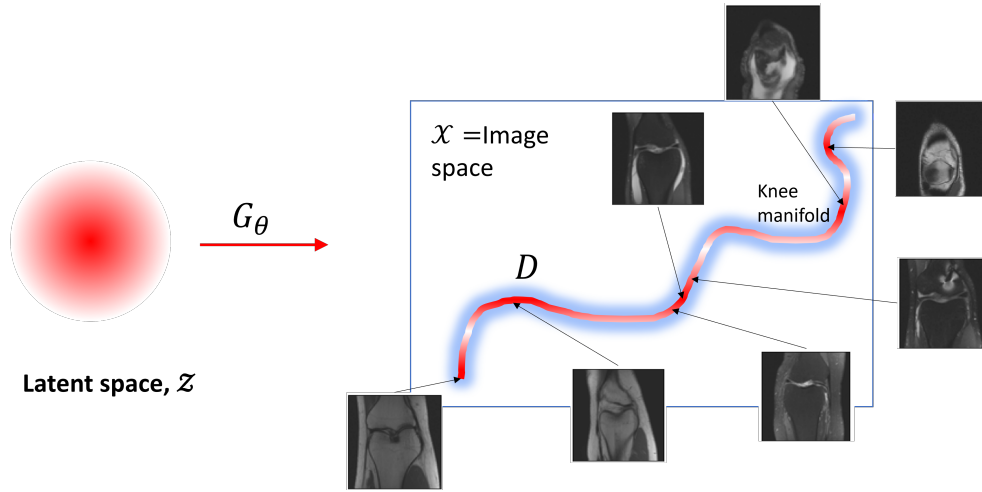 𝒳 =Image
space
Knee
manifold
G_θ
D
Latent space, 𝒵